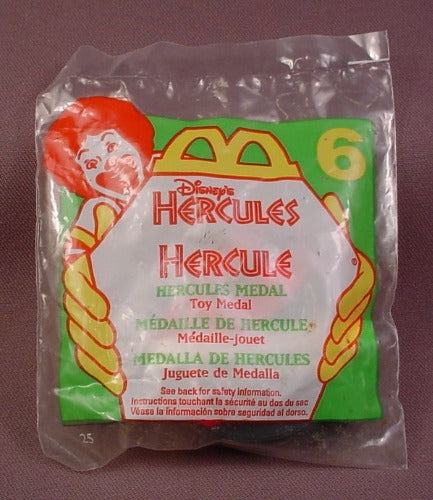 6
DISNEY'S
HERCULES
HERCULE
HERCULES MEDAL
Toy Medal
MÉDAILLE DE HERCULE
Médaille-jouet
MEDALLA DE HERCULES
Juguete de Medalla
See back for safety information.
Instructions touchant la sécurité au dos du sac
Véase la información sobre seguridad al dorso.
25